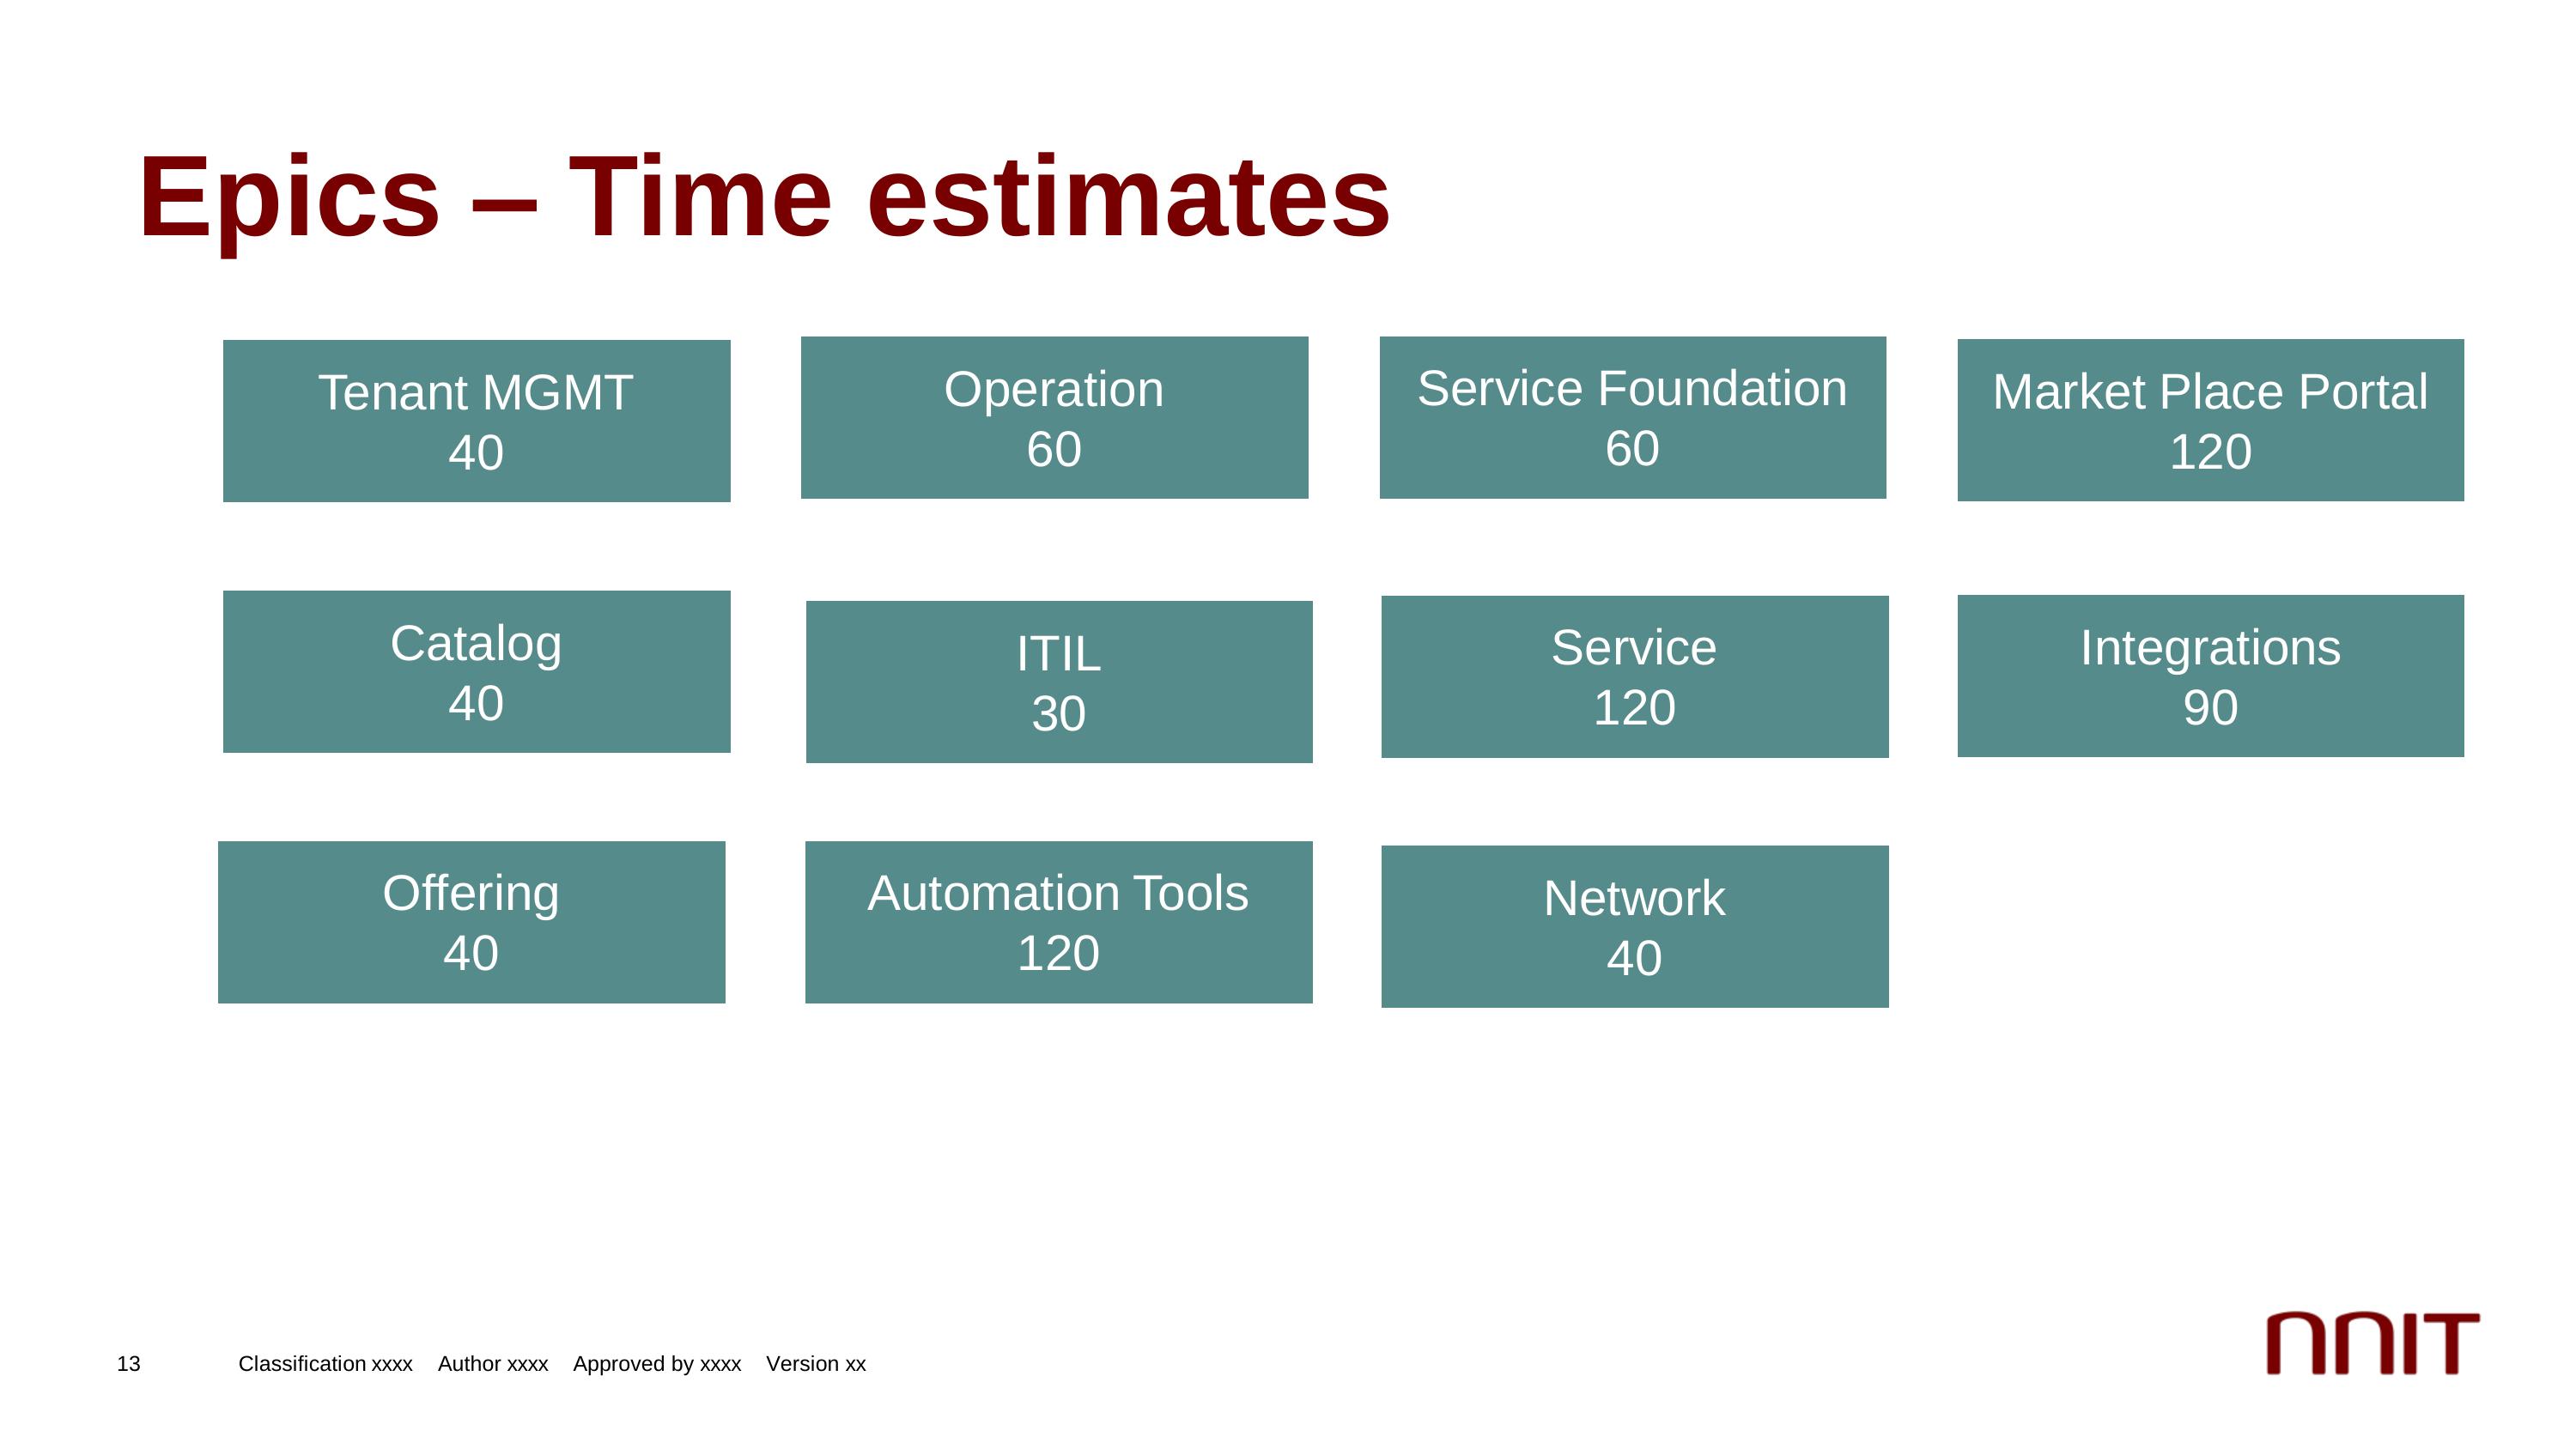 Epics – Time estimates
Tenant MGMT
40
Operation
60
Service Foundation
60
Market Place Portal
120
Catalog
40
ITIL
30
Service
120
Integrations
90
Offering
40
Automation Tools
120
Network
40
13 Classification xxxx Author xxxx Approved by xxxx Version xx
nnIT